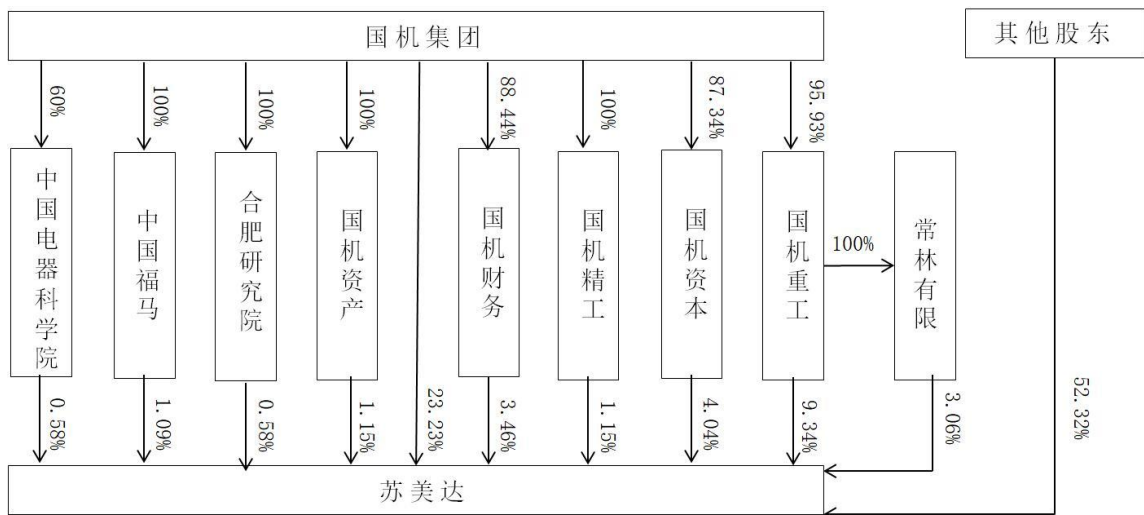 国机集团
其他股东
60%
100%
100%
100%
88.44%
100%
87.34%
95.93%
中国电器科学院
中国福马
合肥研究院
国机资产
国机财务
国机精工
国机资本
国机重工
100%
常林有限
0.58%
1.09%
0.58%
1.15%
23.23%
3.46%
1.15%
4.04%
9.34%
3.06%
52.32%
苏美达